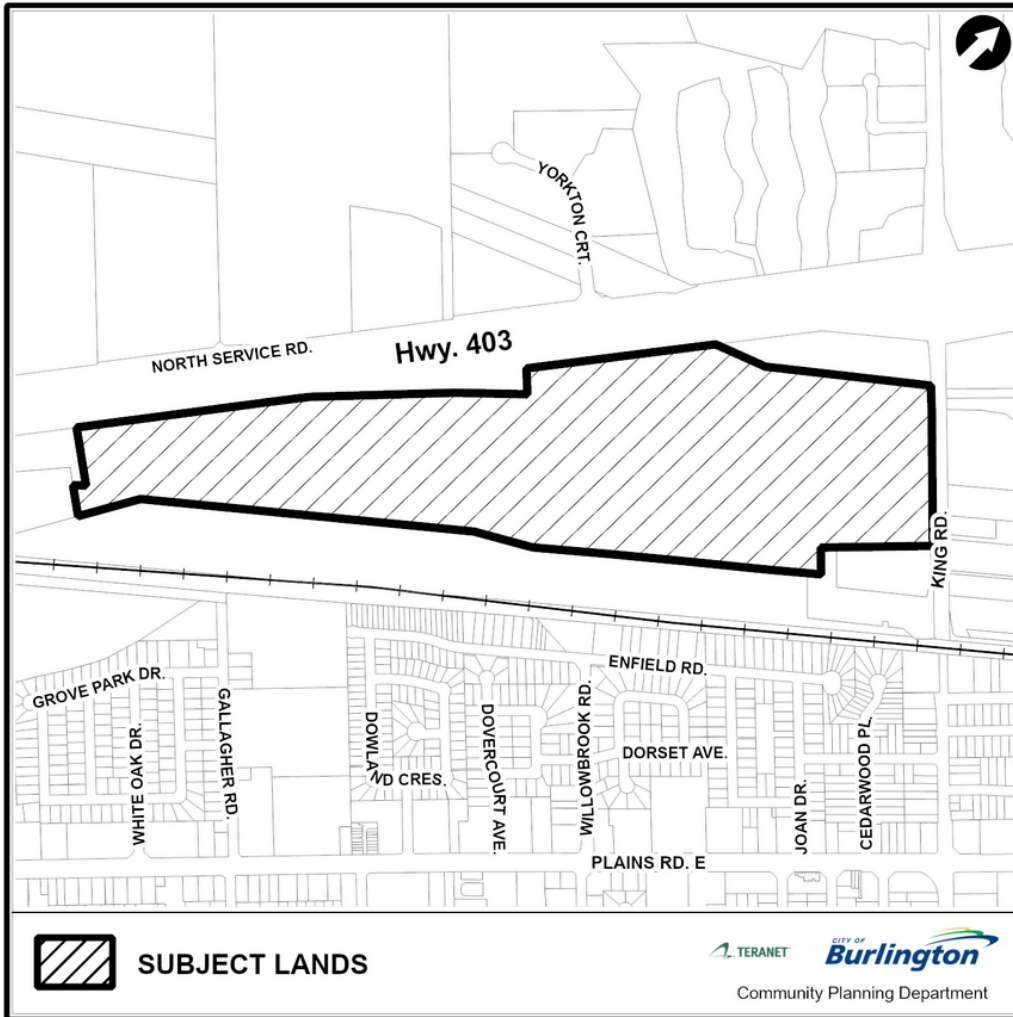 YORKTON CRT.
NORTH SERVICE RD.
Hwy. 403
KING RD.
ENFIELD RD.
GROVE PARK DR.
WHITE OAK DR.
GALLAGHER RD.
DOWLAND CRES.
DOVERCOURT AVE.
WILLOWBROOK RD.
DORSET AVE.
JOAN DR.
CEDARWOOD PL.
PLAINS RD. E
SUBJECT LANDS
TERANET
CITY OF
Burlington
Community Planning Department